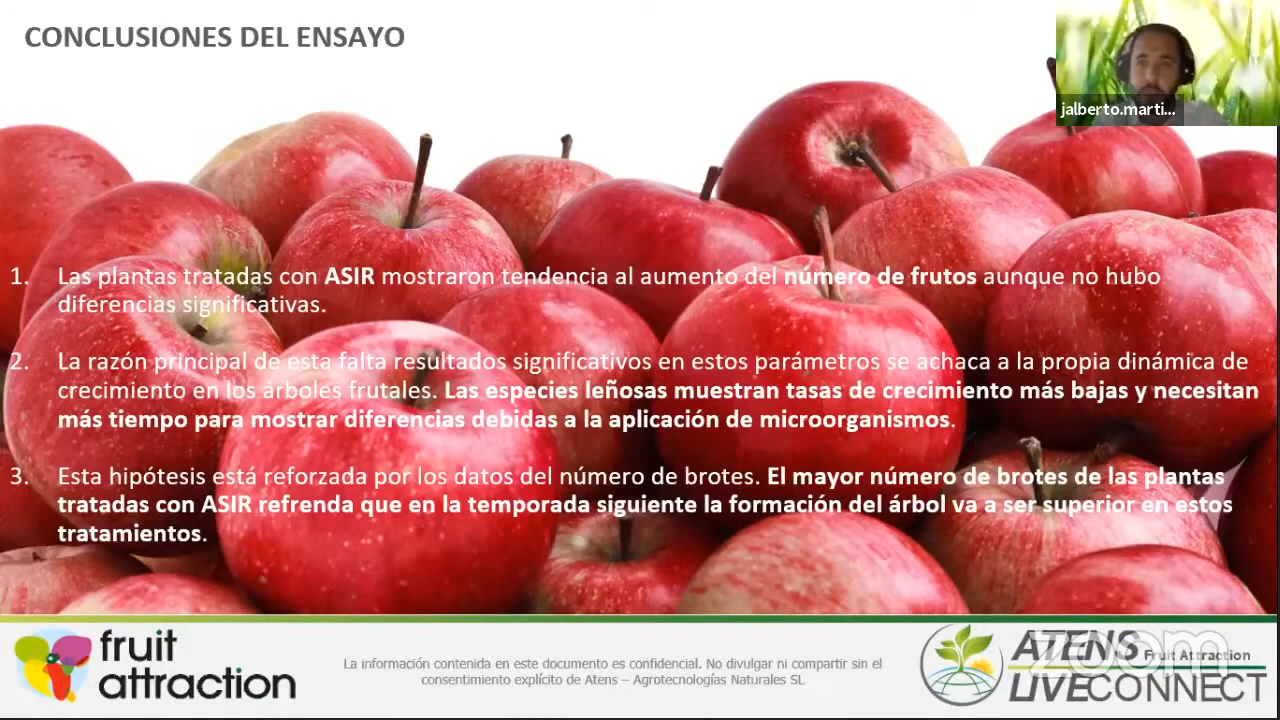 CONCLUSIONES DEL ENSAYO
jalberto.marti...
1. Las plantas tratadas con ASIR mostraron tendencia al aumento del número de frutos aunque no hubo
diferencias significativas.
2. La razón principal de esta falta resultados significativos en estos parámetros se achaca a la propia dinámica de
crecimiento en los árboles frutales. Las especies leñosas muestran tasas de crecimiento más bajas y necesitan
más tiempo para mostrar diferencias debidas a la aplicación de microorganismos.
3. Esta hipótesis está reforzada por los datos del número de brotes. El mayor número de brotes de las plantas
tratadas con ASIR refrenda que en la temporada siguiente la formación del árbol va a ser superior en estos
tratamientos.
fruit
attraction
La información contenida en este documento es confidencial. No divulgar ni compartir sin el
consentimiento explícito de Atens – Agrotecnologías Naturales SL
ATENS Fruit Attraction
zoom
LIVECONNECT